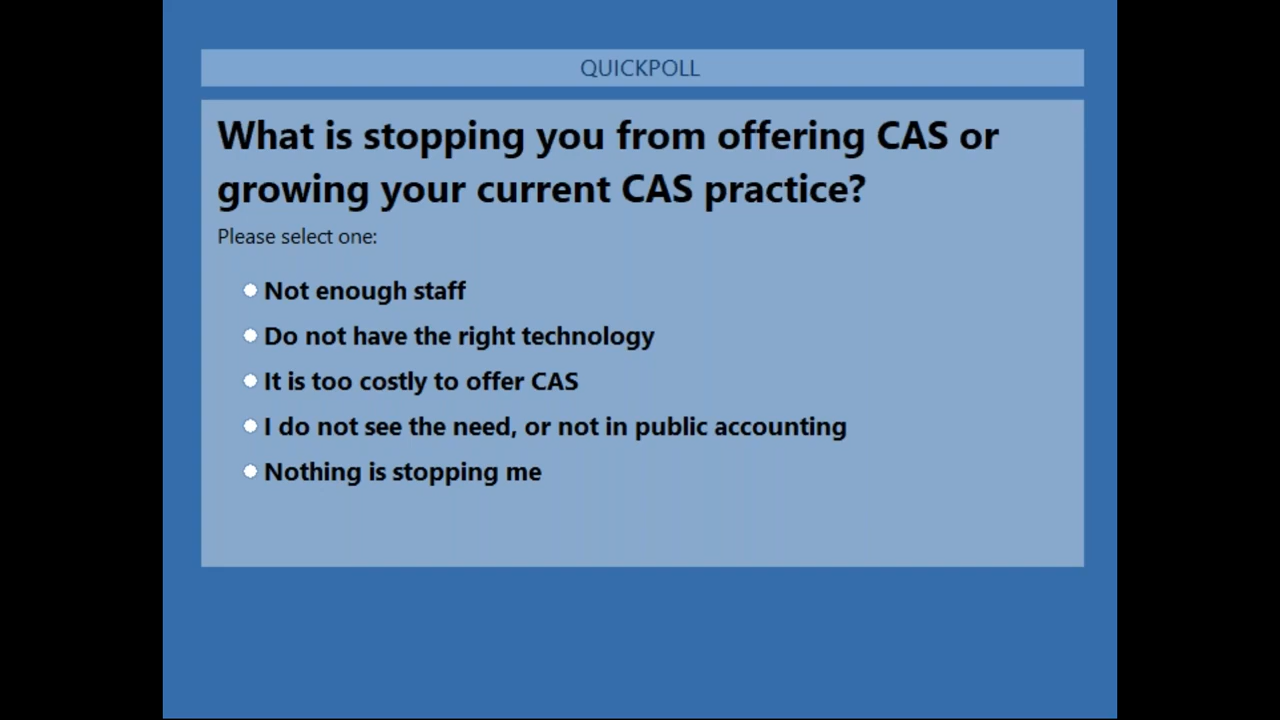 QUICKPOLL
What is stopping you from offering CAS or
growing your current CAS practice?
Please select one:
Not enough staff
Do not have the right technology
It is too costly to offer CAS
I do not see the need, or not in public accounting
Nothing is stopping me